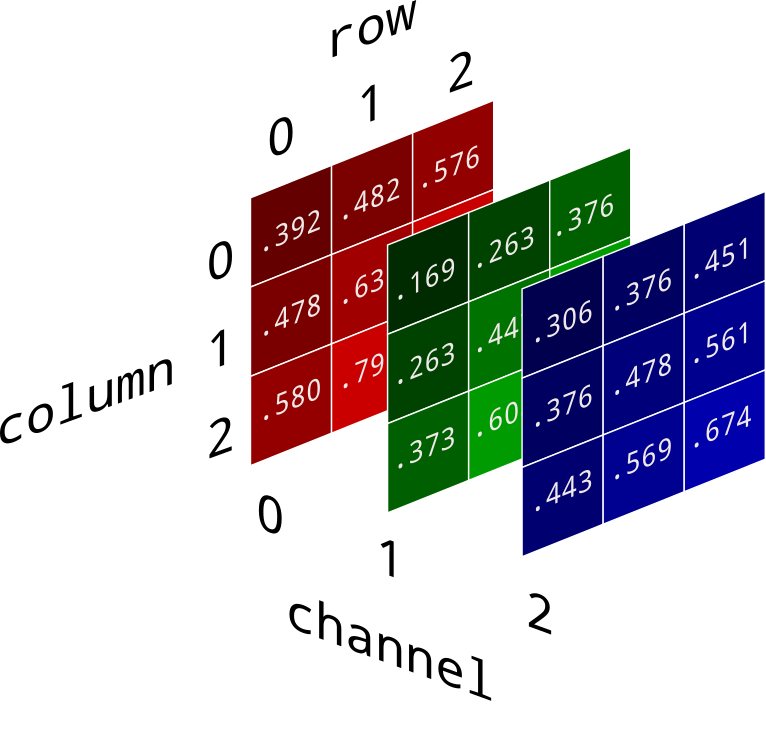 row
0 1 2
0
1
2
column
.392 .482 .576
.478 .63
.580 .79
.169 .263 .376
.263 .44
.373 .60
.306 .376 .451
.376 .478 .561
.443 .569 .674
0
1
2
channel